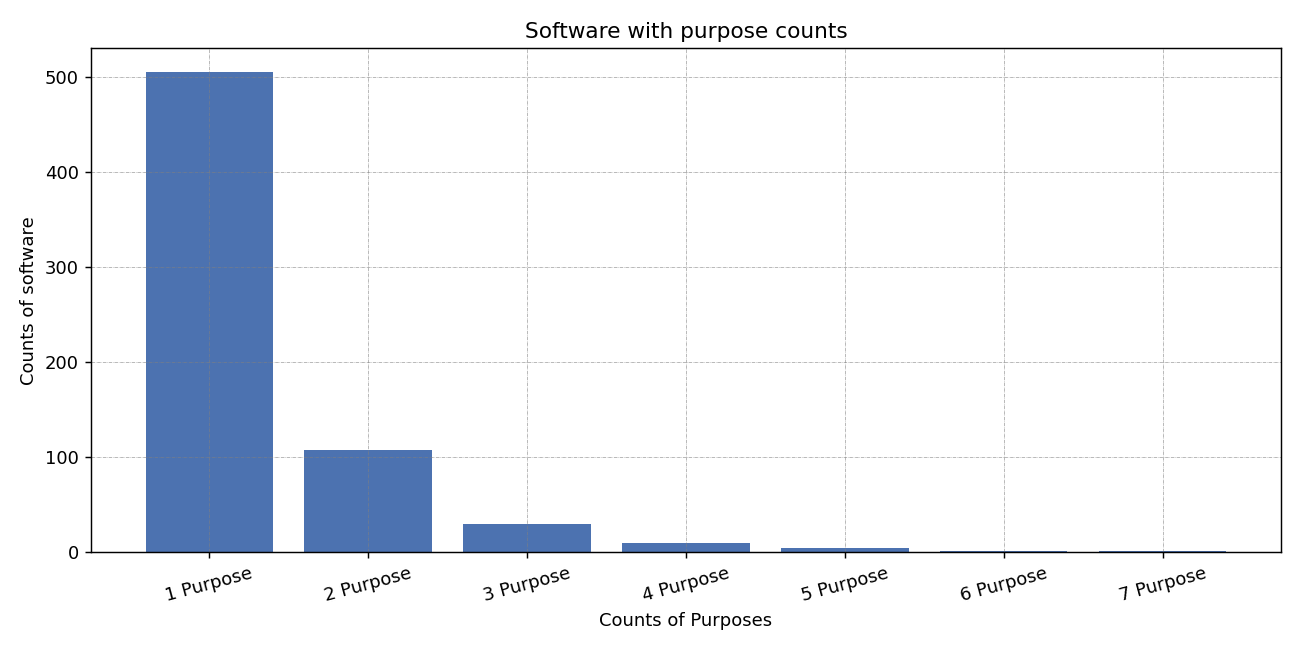 Software with purpose counts
500
400
300
200
100
0
Counts of software
1 Purpose
2 Purpose
3 Purpose
4 Purpose
5 Purpose
6 Purpose
7 Purpose
Counts of Purposes